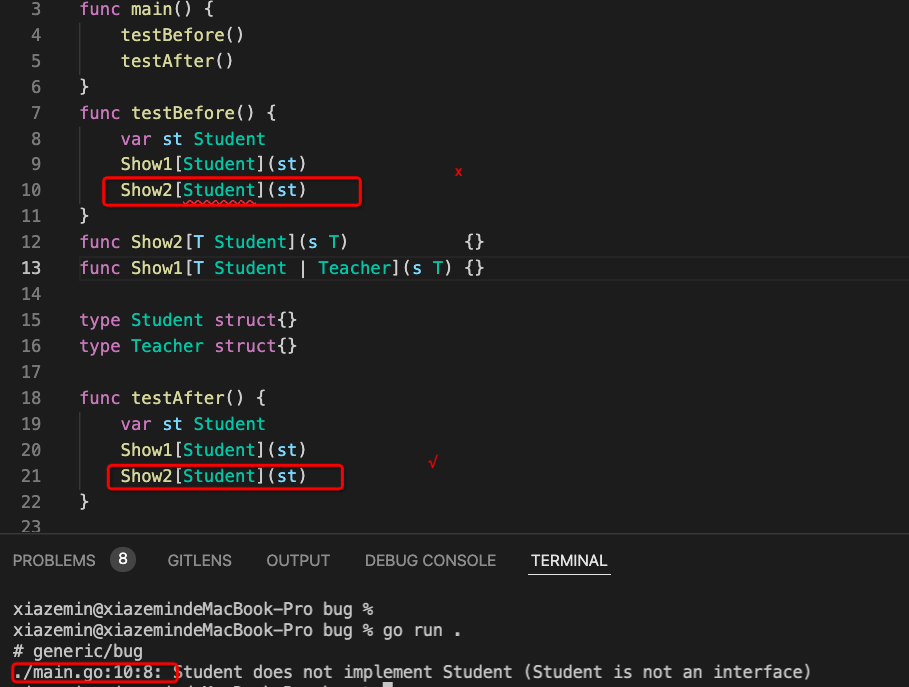 3 func main() {
4 testBefore()
5 testAfter()
6 }
7 func testBefore() {
8 var st Student
9 Show1[Student](st) x
10 Show2[Student](st)
11 }
12 func Show2[T Student](s T) {}
13 func Show1[T Student | Teacher](s T) {}
14
15 type Student struct{}
16 type Teacher struct{}
17
18 func testAfter() {
19 var st Student
20 Show1[Student](st) √
21 Show2[Student](st)
22 }
23
PROBLEMS 8 GITLENS OUTPUT DEBUG CONSOLE TERMINAL
xiazemin@xiazemindeMacBook-Pro bug %
xiazemin@xiazemindeMacBook-Pro bug % go run .
# generic/bug
./main.go:10:8: Student does not implement Student (Student is not an interface)